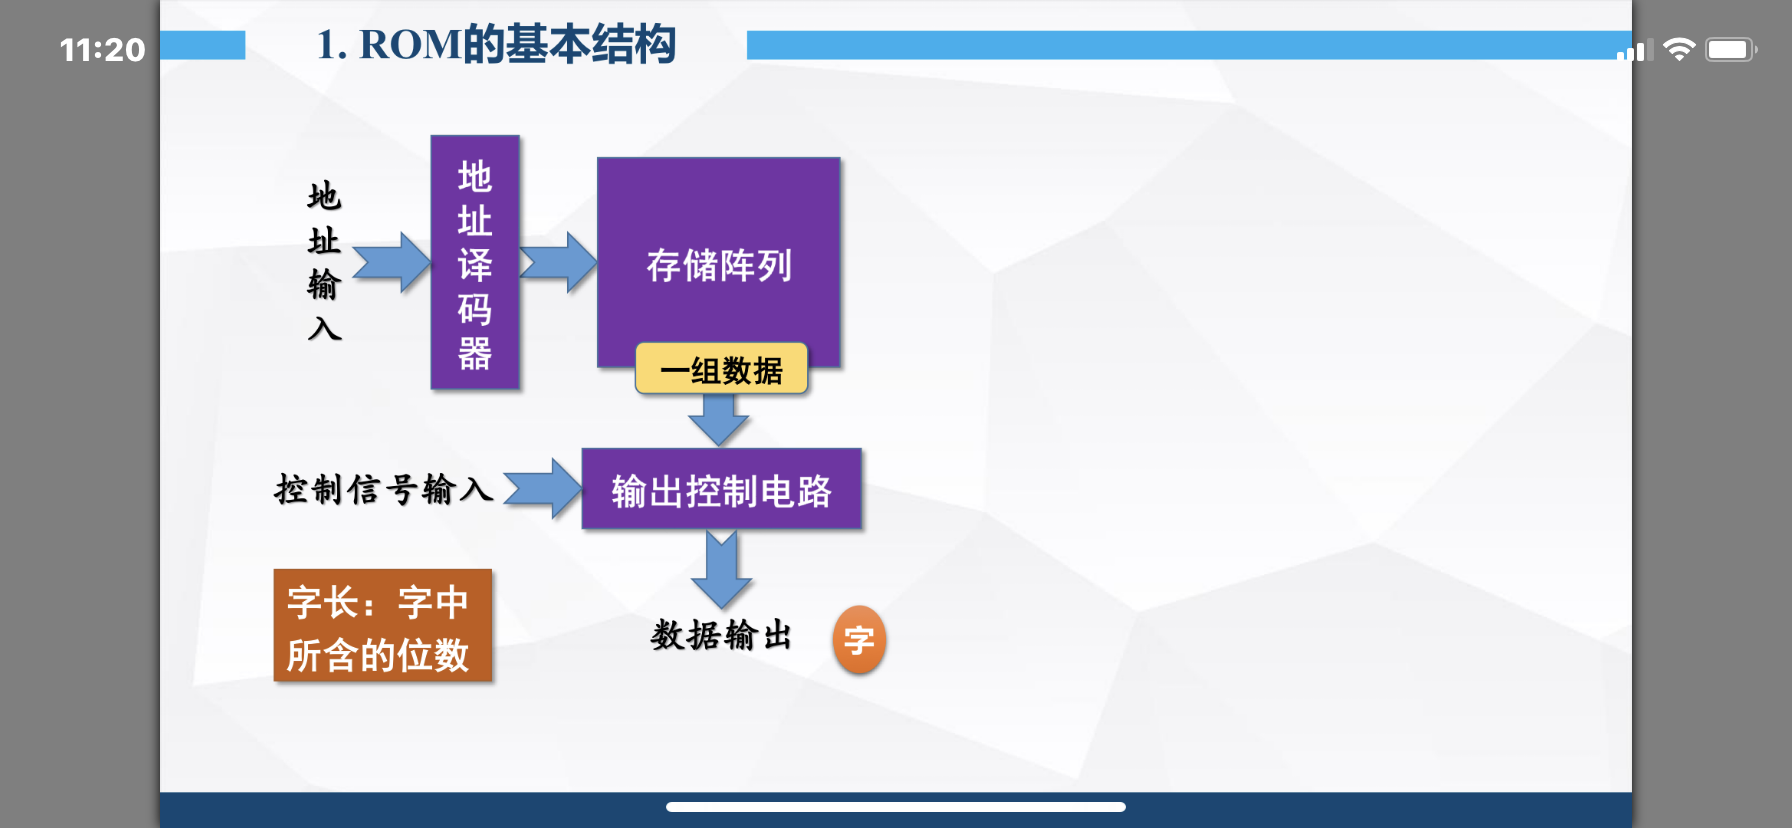 11:20
1. ROM的基本结构
地址输入
地址译码器
存储阵列
一组数据
控制信号输入
输出控制电路
字长：字中
所含的位数
数据输出
字